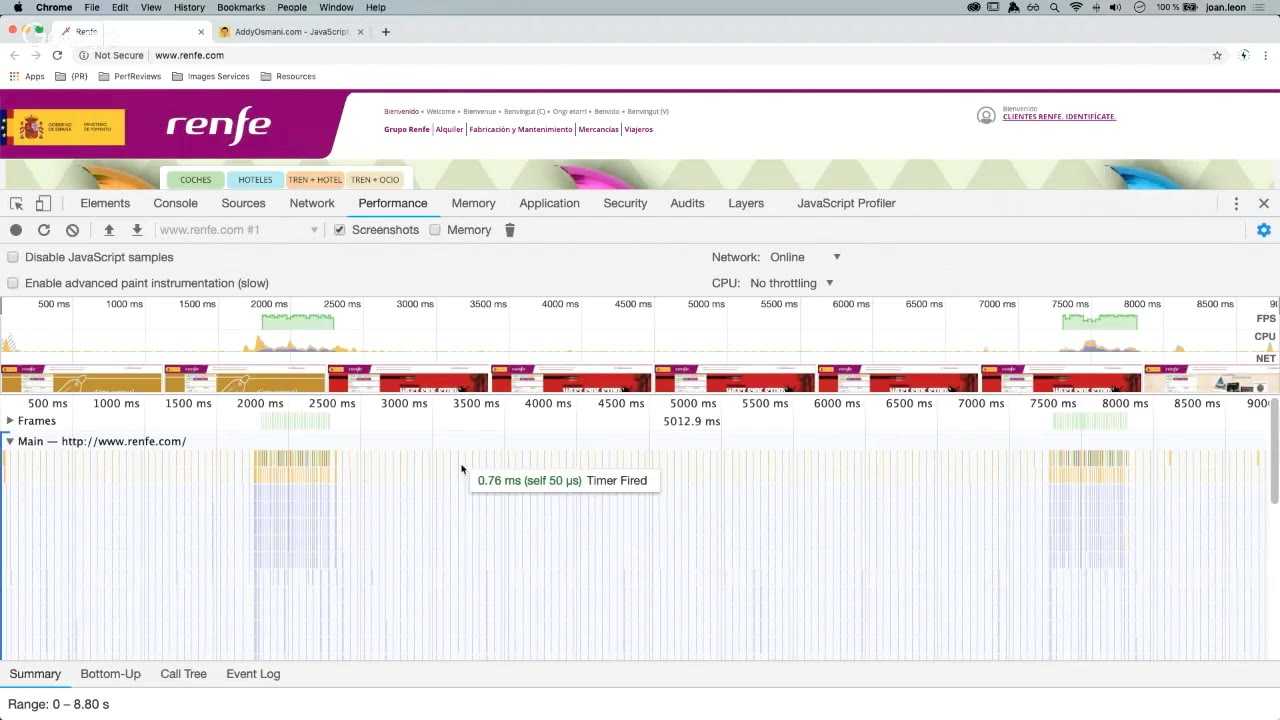 Chrome File Edit View History Bookmarks People Window Help 100 % joan.leon
Renfe AddyOsmani.com - JavaScript
Not Secure www.renfe.com
Apps {PR} PerfReviews Images Services Resources
GOBIERNO DE ESPAÑA MINISTERIO DE FOMENTO
renfe
Bienvenido • Welcome • Bienvenue • Benvingut (C) • Ongi etorri • Benvido • Benvingut (V)
Grupo Renfe Alquiler Fabricación y Mantenimiento Mercancías Viajeros
Bienvenido
CLIENTES RENFE. IDENTIFÍCATE.
COCHES HOTELES TREN + HOTEL TREN + OCIO
Elements Console Sources Network Performance Memory Application Security Audits Layers JavaScript Profiler
www.renfe.com #1 Screenshots Memory
Disable JavaScript samples Network: Online
Enable advanced paint instrumentation (slow) CPU: No throttling
500 ms 1000 ms 1500 ms 2000 ms 2500 ms 3000 ms 3500 ms 4000 ms 4500 ms 5000 ms 5500 ms 6000 ms 6500 ms 7000 ms 7500 ms 8000 ms 8500 ms
FPS
CPU
NET
500 ms 1000 ms 1500 ms 2000 ms 2500 ms 3000 ms 3500 ms 4000 ms 4500 ms 5000 ms 5500 ms 6000 ms 6500 ms 7000 ms 7500 ms 8000 ms 8500 ms 900
Frames 5012.9 ms
Main — http://www.renfe.com/
0.76 ms (self 50 μs) Timer Fired
Summary Bottom-Up Call Tree Event Log
Range: 0 – 8.80 s